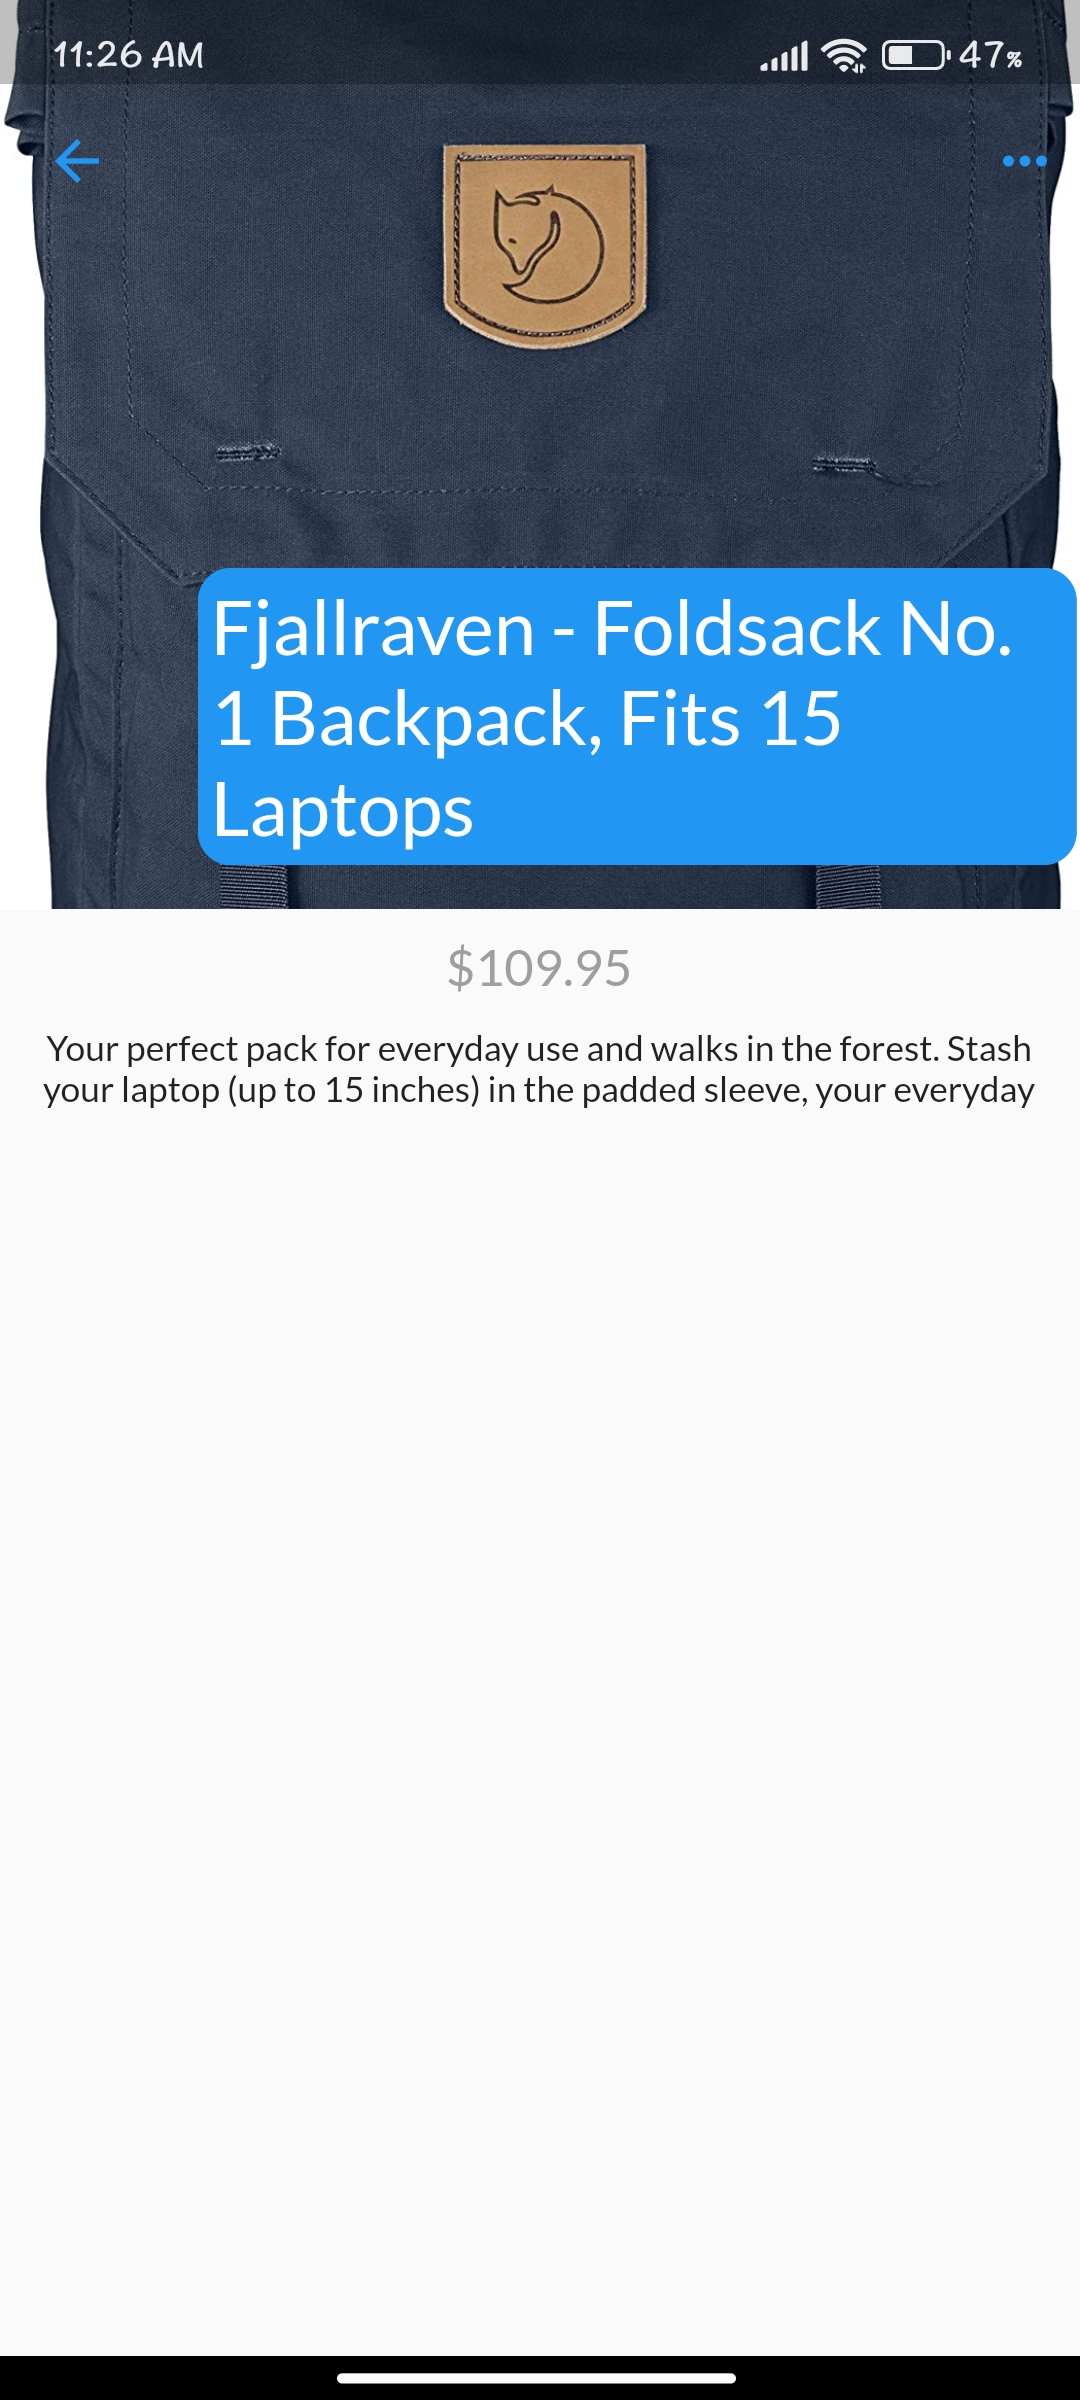 11:26 AM
47%
Fjallraven - Foldsack No.
1 Backpack, Fits 15
Laptops
$109.95
Your perfect pack for everyday use and walks in the forest. Stash
your laptop (up to 15 inches) in the padded sleeve, your everyday